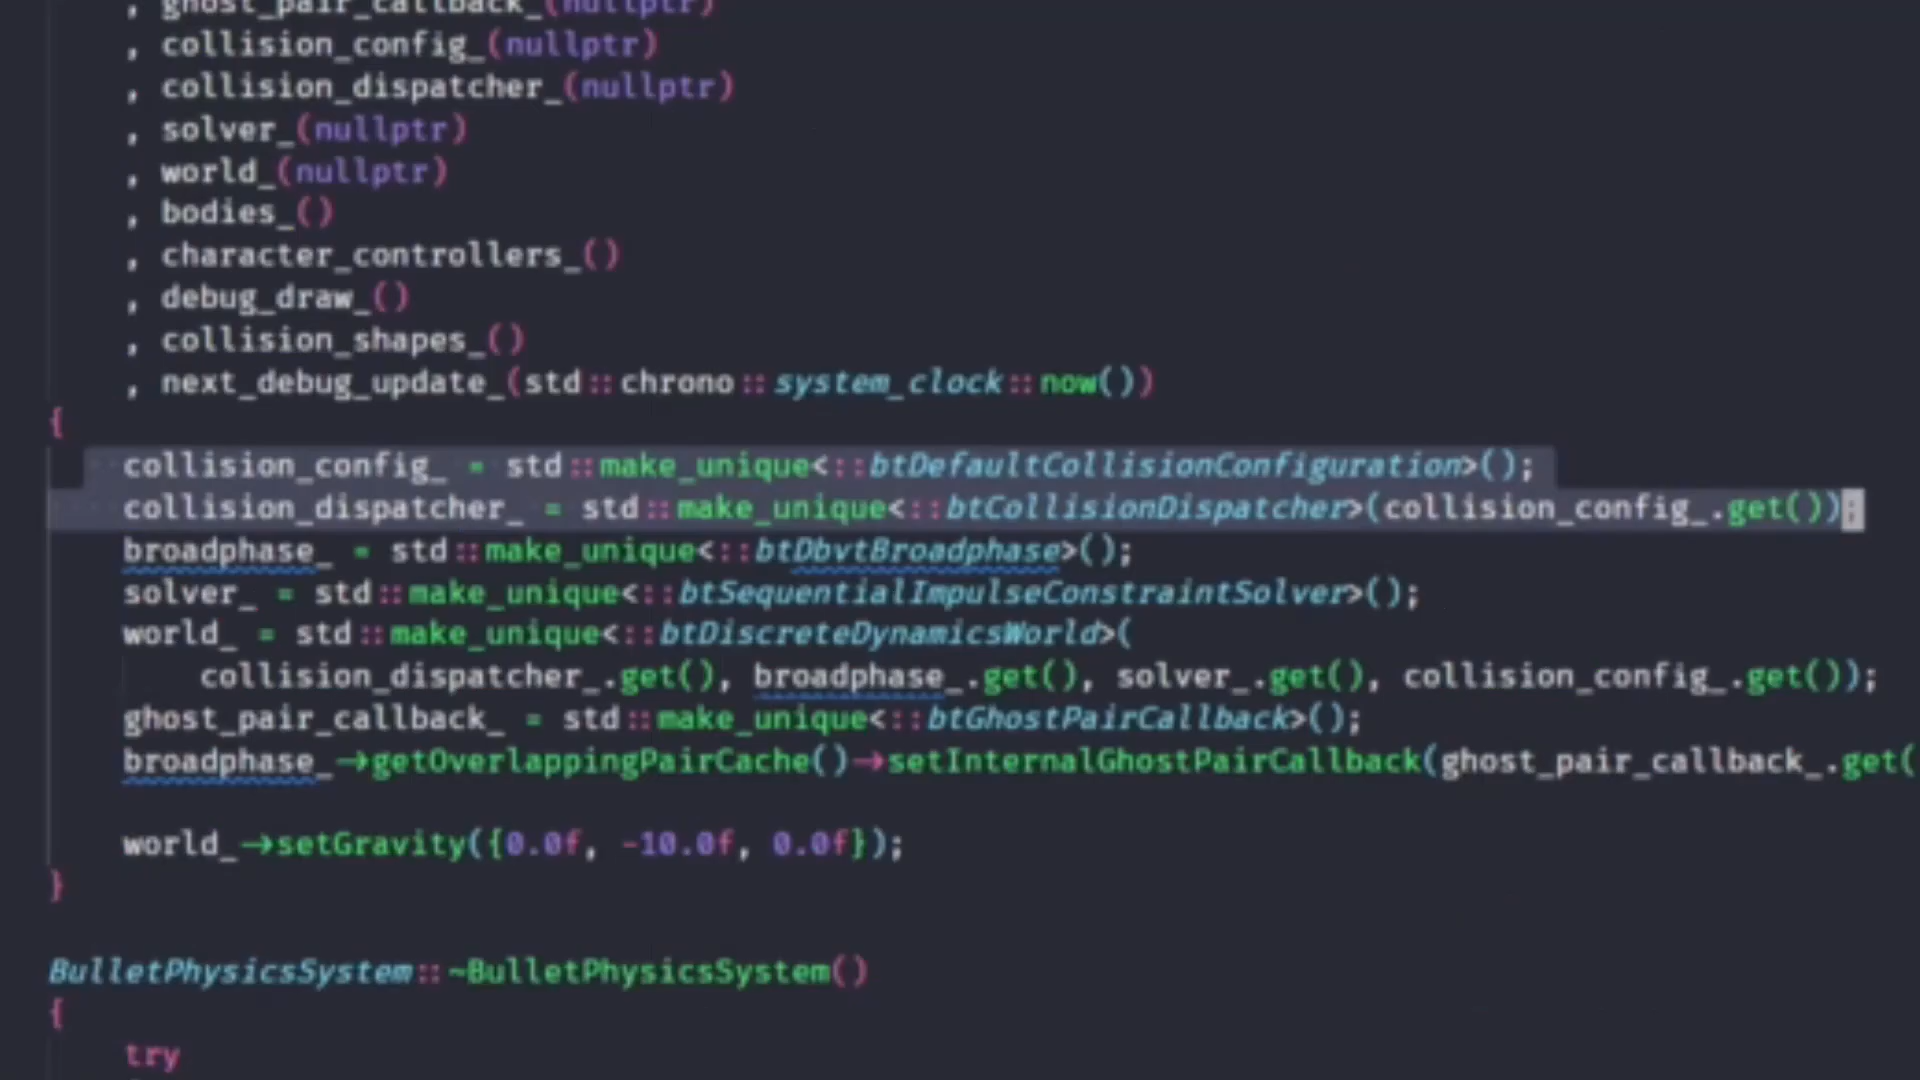 , ghost_pair_callback_(nullptr)
, collision_config_(nullptr)
, collision_dispatcher_(nullptr)
, solver_(nullptr)
, world_(nullptr)
, bodies_()
, character_controllers_()
, debug_draw_()
, collision_shapes_()
, next_debug_update_(std::chrono::system_clock::now())
{
collision_config_ = std::make_unique<::btDefaultCollisionConfiguration>();
collision_dispatcher_ = std::make_unique<::btCollisionDispatcher>(collision_config_.get());
broadphase_ = std::make_unique<::btDbvtBroadphase>();
solver_ = std::make_unique<::btSequentialImpulseConstraintSolver>();
world_ = std::make_unique<::btDiscreteDynamicsWorld>(
collision_dispatcher_.get(), broadphase_.get(), solver_.get(), collision_config_.get());
ghost_pair_callback_ = std::make_unique<::btGhostPairCallback>();
broadphase_->getOverlappingPairCache()->setInternalGhostPairCallback(ghost_pair_callback_.get(
world_->setGravity({0.0f, -10.0f, 0.0f});
}
BulletPhysicsSystem::~BulletPhysicsSystem()
{
try